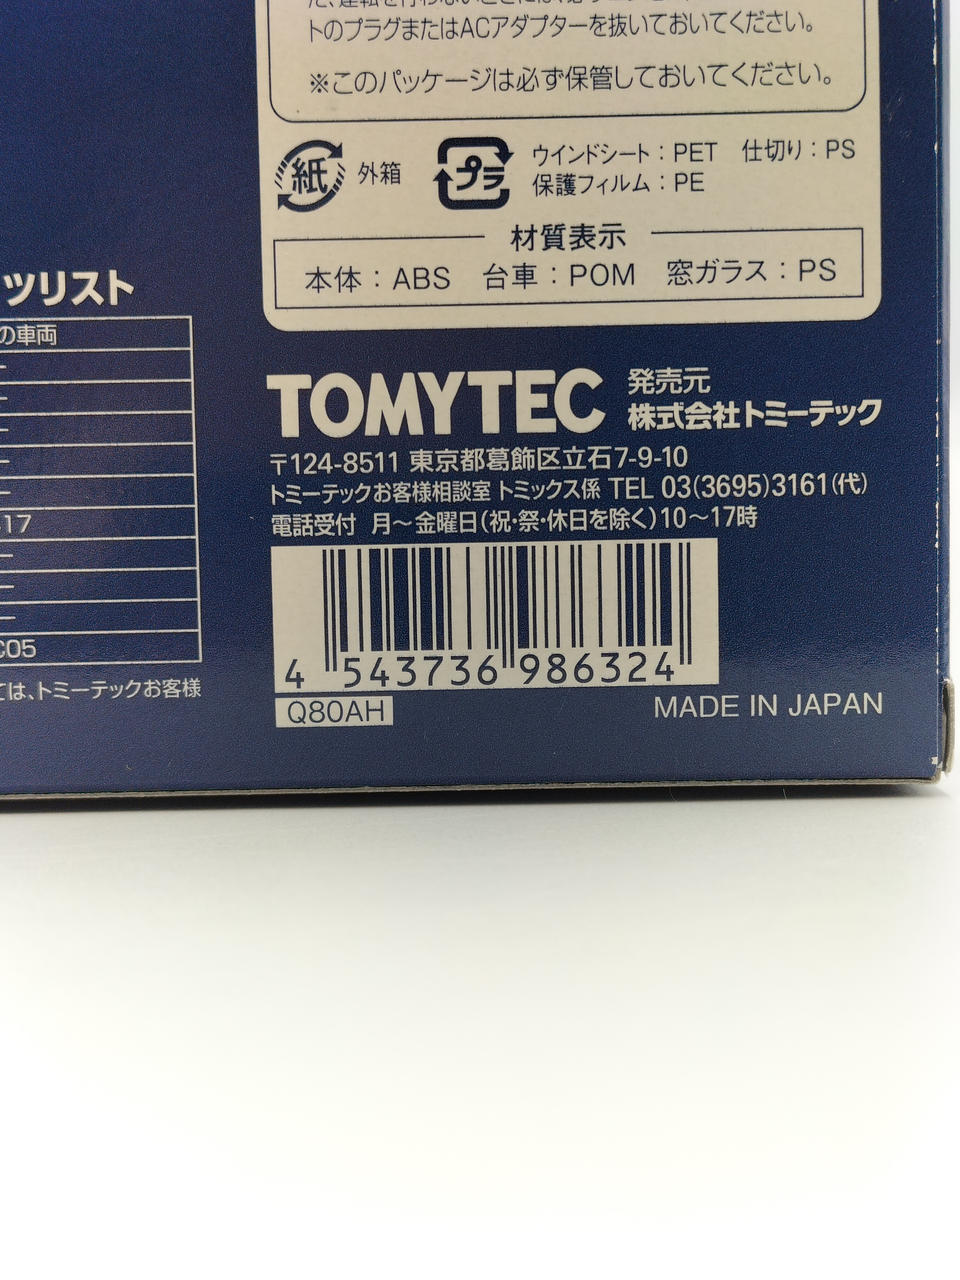 トのプラグまたはACアダプターを抜いておいてください。
※このパッケージは必ず保管しておいてください。
紙 外箱
プラ ウインドシート：PET 仕切り：PS
保護フィルム：PE
材質表示
本体：ABS 台車：POM 窓ガラス：PS
ツリスト
の車両
17
C05
ては、トミーテックお客様
TOMYTEC 発売元
株式会社トミーテック
〒124-8511 東京都葛飾区立石7-9-10
トミーテックお客様相談室 トミックス係 TEL 03(3695)3161(代)
電話受付 月〜金曜日(祝・祭・休日を除く)10〜17時
4 543736 986324
Q80AH
MADE IN JAPAN